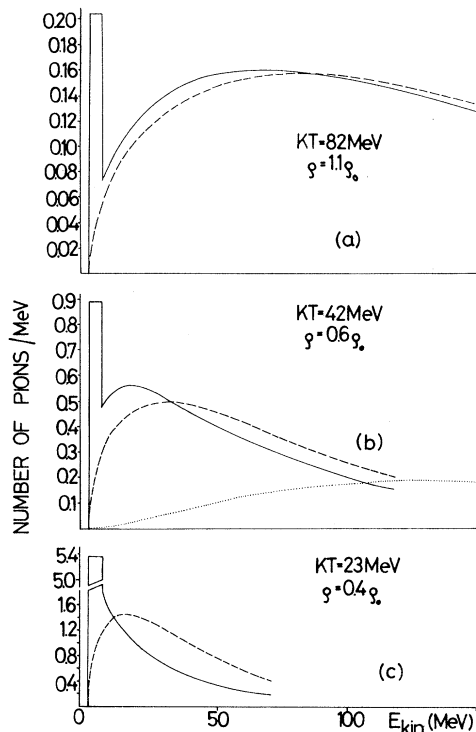 0.20
0.18
0.16
0.14
0.12
0.10
0.08
0.06
0.04
0.02
KT=82MeV
ρ=1.1ρ₀
(a)
NUMBER OF PIONS/MeV
0.9
0.8
0.7
0.6
0.5
0.4
0.3
0.2
0.1
KT=42MeV
ρ=0.6ρ₀
(b)
5.4
5.0
1.6
1.2
0.8
0.4
KT=23MeV
ρ=0.4ρ₀
(c)
0 50 100 E_kin (MeV)